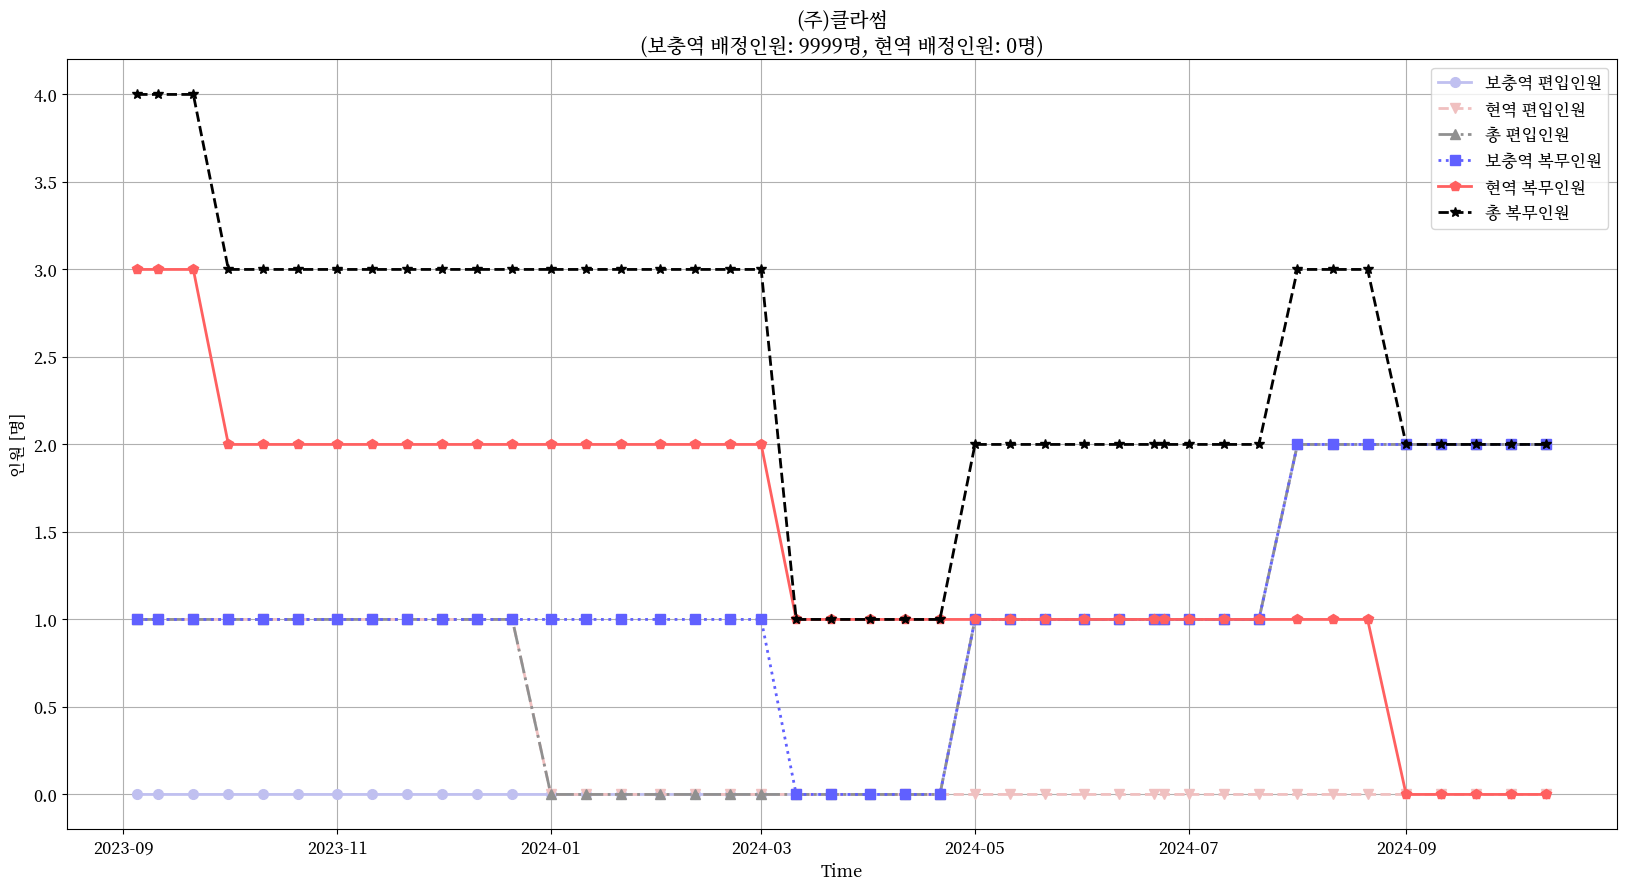 (주)클라썸
(보충역 배정인원: 9999명, 현역 배정인원: 0명)
보충역 편입인원
현역 편입인원
총 편입인원
보충역 복무인원
현역 복무인원
총 복무인원
4.0
3.5
3.0
2.5
2.0
1.5
1.0
0.5
0.0
인원 [명]
2023-09 2023-11 2024-01 2024-03 2024-05 2024-07 2024-09
Time